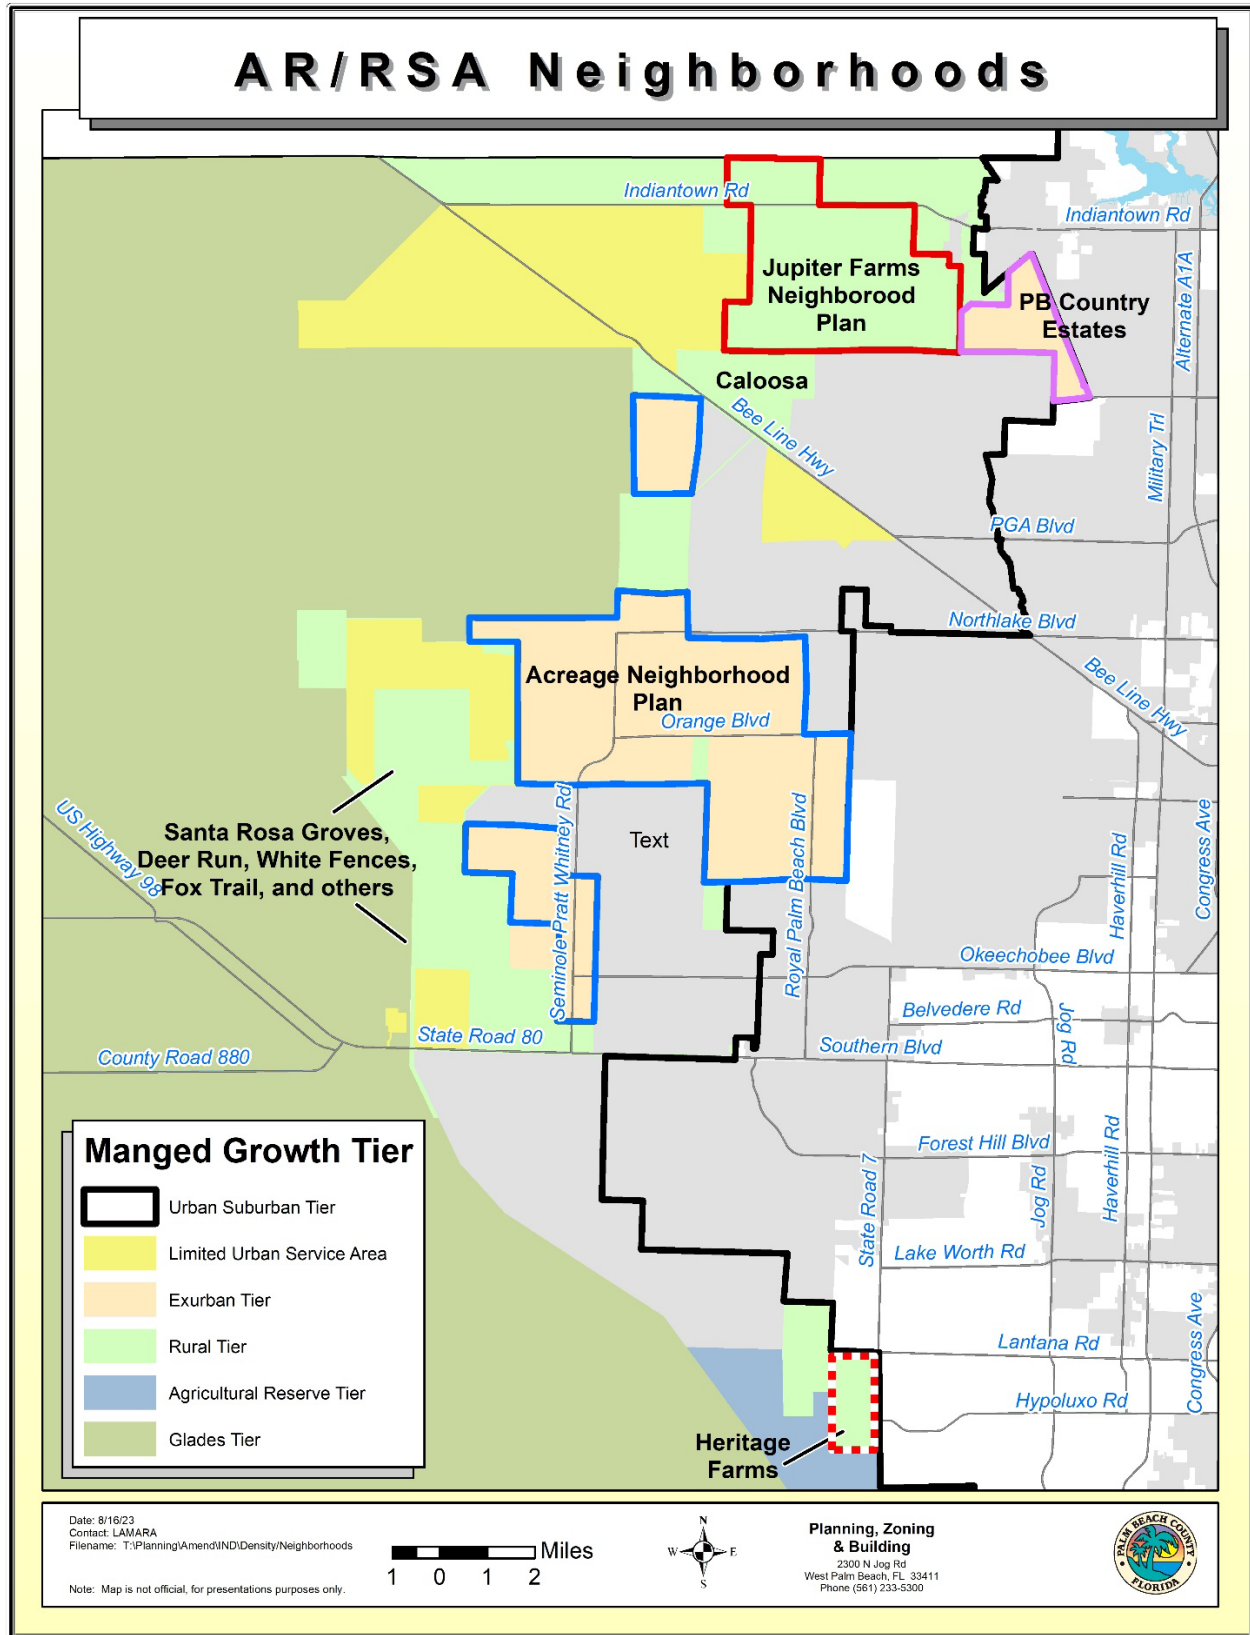 AR/RSA Neighborhoods
Indiantown Rd
Indiantown Rd
Jupiter Farms
Neighborood
Plan
PB Country
Estates
Alternate A1A
Caloosa
Bee Line Hwy
Military Trl
PGA Blvd
Northlake Blvd
Acreage Neighborhood
Plan
Orange Blvd
Bee Line Hwy
US Highway 98
Santa Rosa Groves,
Deer Run, White Fences,
Fox Trail, and others
Text
Seminole Pratt Whitney Rd
Royal Palm Beach Blvd
Haverhill Rd
Congress Ave
Okeechobee Blvd
Belvedere Rd
Jog Rd
State Road 80
Southern Blvd
County Road 880
Forest Hill Blvd
State Road 7
Jog Rd
Haverhill Rd
Lake Worth Rd
Lantana Rd
Congress Ave
Hypoluxo Rd
Heritage
Farms
Manged Growth Tier
Urban Suburban Tier
Limited Urban Service Area
Exurban Tier
Rural Tier
Agricultural Reserve Tier
Glades Tier
Date: 8/16/23
Contact: LAMARA
Filename: T:\Planning\Amend\IND\Density/Neighborhoods
Note: Map is not official, for presentations purposes only.
Miles
1 0 1 2
N
W E
S
Planning, Zoning
& Building
2300 N Jog Rd
West Palm Beach, FL 33411
Phone (561) 233-5300
PALM BEACH COUNTY
FLORIDA